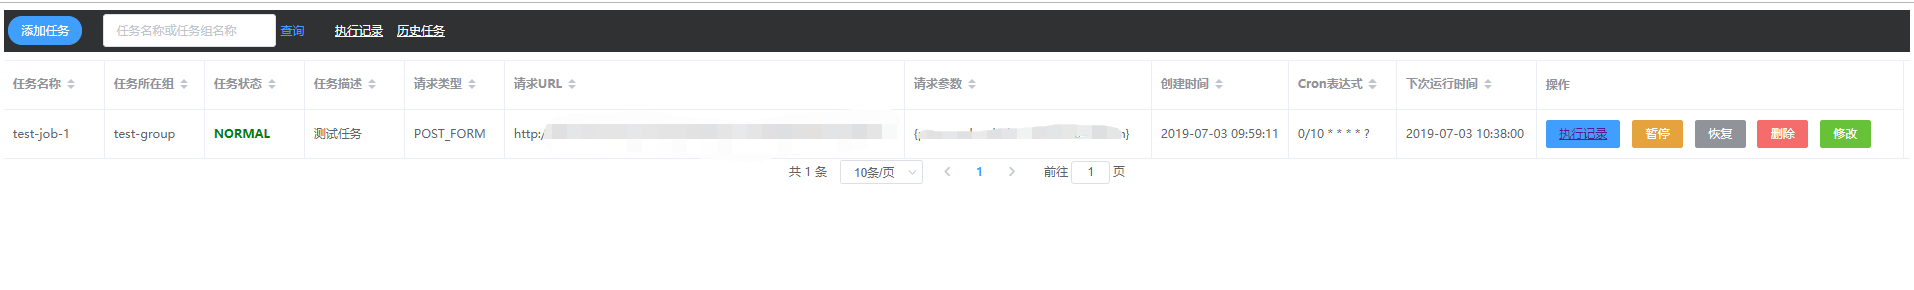 添加任务 任务名称或任务组名称 查询 执行记录 历史任务
任务名称 任务所在组 任务状态 任务描述 请求类型 请求URL 请求参数 创建时间 Cron表达式 下次运行时间 操作
test-job-1 test-group NORMAL 测试任务 POST_FORM http:/ 2019-07-03 09:59:11 0/10 * * * * ? 2019-07-03 10:38:00 执行记录 暂停 恢复 删除 修改
共 1 条 10条/页 1 前往 1 页